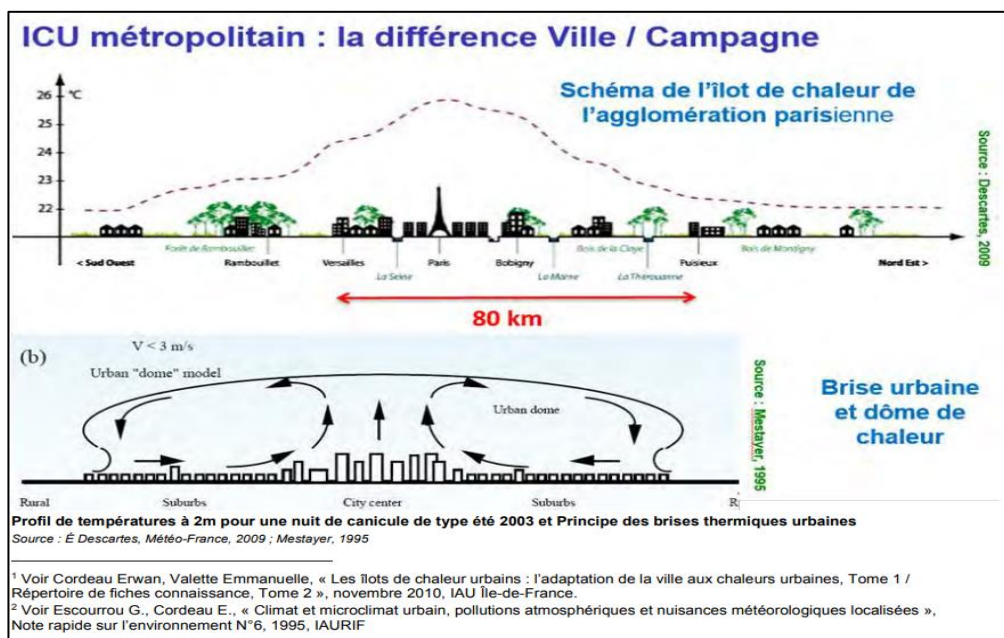 ICU métropolitain : la différence Ville / Campagne
26 °C
Schéma de l'îlot de chaleur de
l'agglomération parisienne
25
24
23
22
Source : Descartes, 2009
Forêt de Rambouillet
Bois de la Claye
Bois de Montigny
< Sud Ouest
Rambouillet
Versailles
La Seine
Paris
Bobigny
La Marne
La Thérouanne
Puisieux
Nord Est >
80 km
(b)
V < 3 m/s
Urban "dome" model
Urban dome
Source : Mestayer, 1995
Brise urbaine
et dôme de
chaleur
Rural
Suburbs
City center
Suburbs
R
Profil de températures à 2m pour une nuit de canicule de type été 2003 et Principe des brises thermiques urbaines
Source : É Descartes, Météo-France, 2009 ; Mestayer, 1995
1 Voir Cordeau Erwan, Valette Emmanuelle, « Les îlots de chaleur urbains : l'adaptation de la ville aux chaleurs urbaines, Tome 1 /
Répertoire de fiches connaissance, Tome 2 », novembre 2010, IAU Île-de-France.
2 Voir Escourrou G., Cordeau E., « Climat et microclimat urbain, pollutions atmosphériques et nuisances météorologiques localisées »,
Note rapide sur l'environnement N°6, 1995, IAURIF